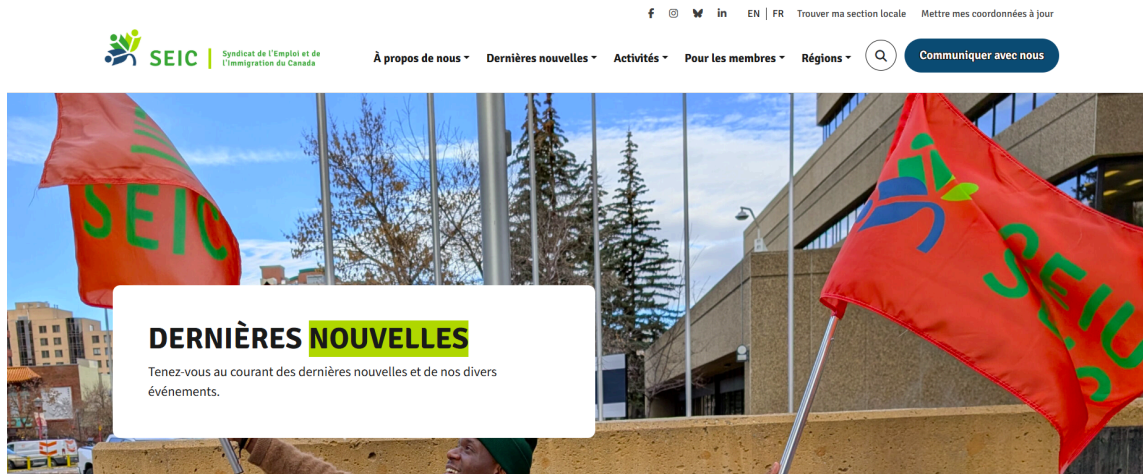 EN | FR Trouver ma section locale Mettre mes coordonnées à jour
SEIC
Syndicat de l'Emploi et de
l'Immigration du Canada
À propos de nous Dernières nouvelles Activités Pour les membres Régions Communiquer avec nous
SEIC
SEIU
DERNIÈRES NOUVELLES
Tenez-vous au courant des dernières nouvelles et de nos divers
événements.